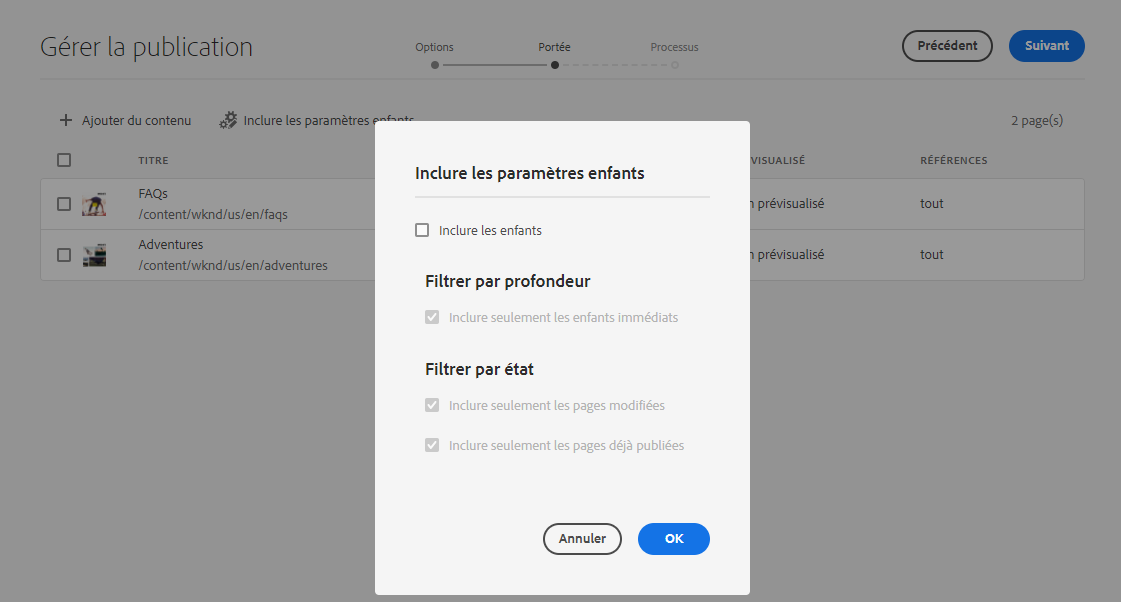 Gérer la publication
Options
Portée
Processus
Précédent
Suivant
Ajouter du contenu
Inclure les paramètres enfants
2 page(s)
TITRE
VISUALISÉ
RÉFÉRENCES
FAQs
/content/wknd/us/en/faqs
prévisualisé
tout
Adventures
/content/wknd/us/en/adventures
prévisualisé
tout
Inclure les paramètres enfants
Inclure les enfants
Filtrer par profondeur
Inclure seulement les enfants immédiats
Filtrer par état
Inclure seulement les pages modifiées
Inclure seulement les pages déjà publiées
Annuler
OK